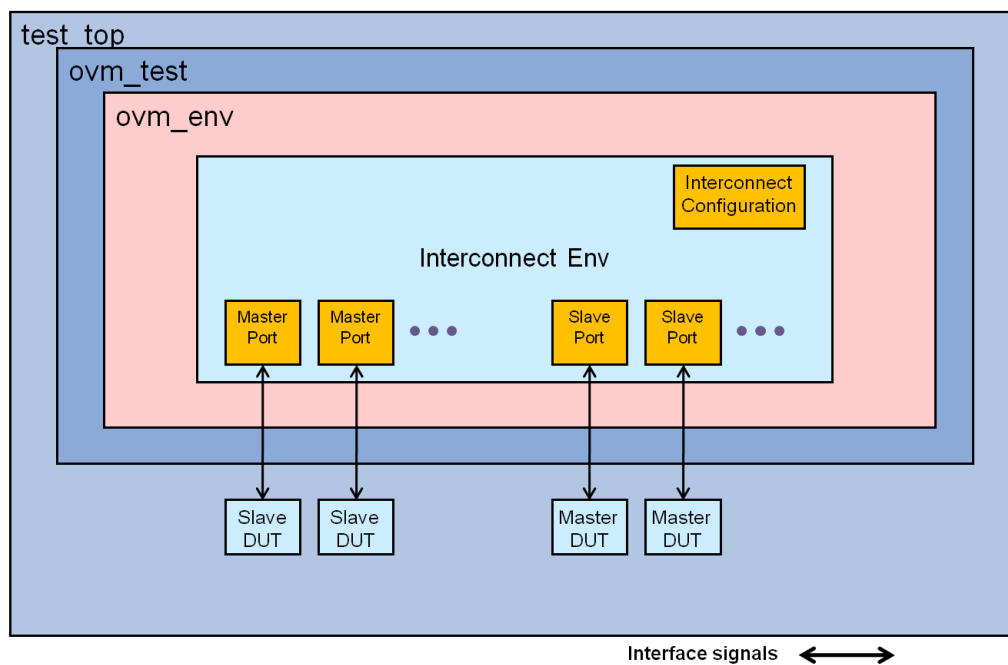 test_top
ovm_test
ovm_env
Interconnect
Configuration
Interconnect Env
Master
Port
Master
Port
Slave
Port
Slave
Port
Slave
DUT
Slave
DUT
Master
DUT
Master
DUT
Interface signals